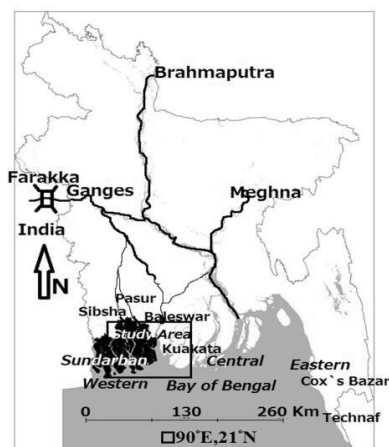 Brahmaputra
Farakka
Ganges
Meghna
India
N
Pasur
Sibsha
Baleswar
Study Area
Kuakata
Sundarban
Central
Eastern
Western
Bay of Bengal
Cox`s Bazar
0 130 260 Km
Technaf
90°E,21°N